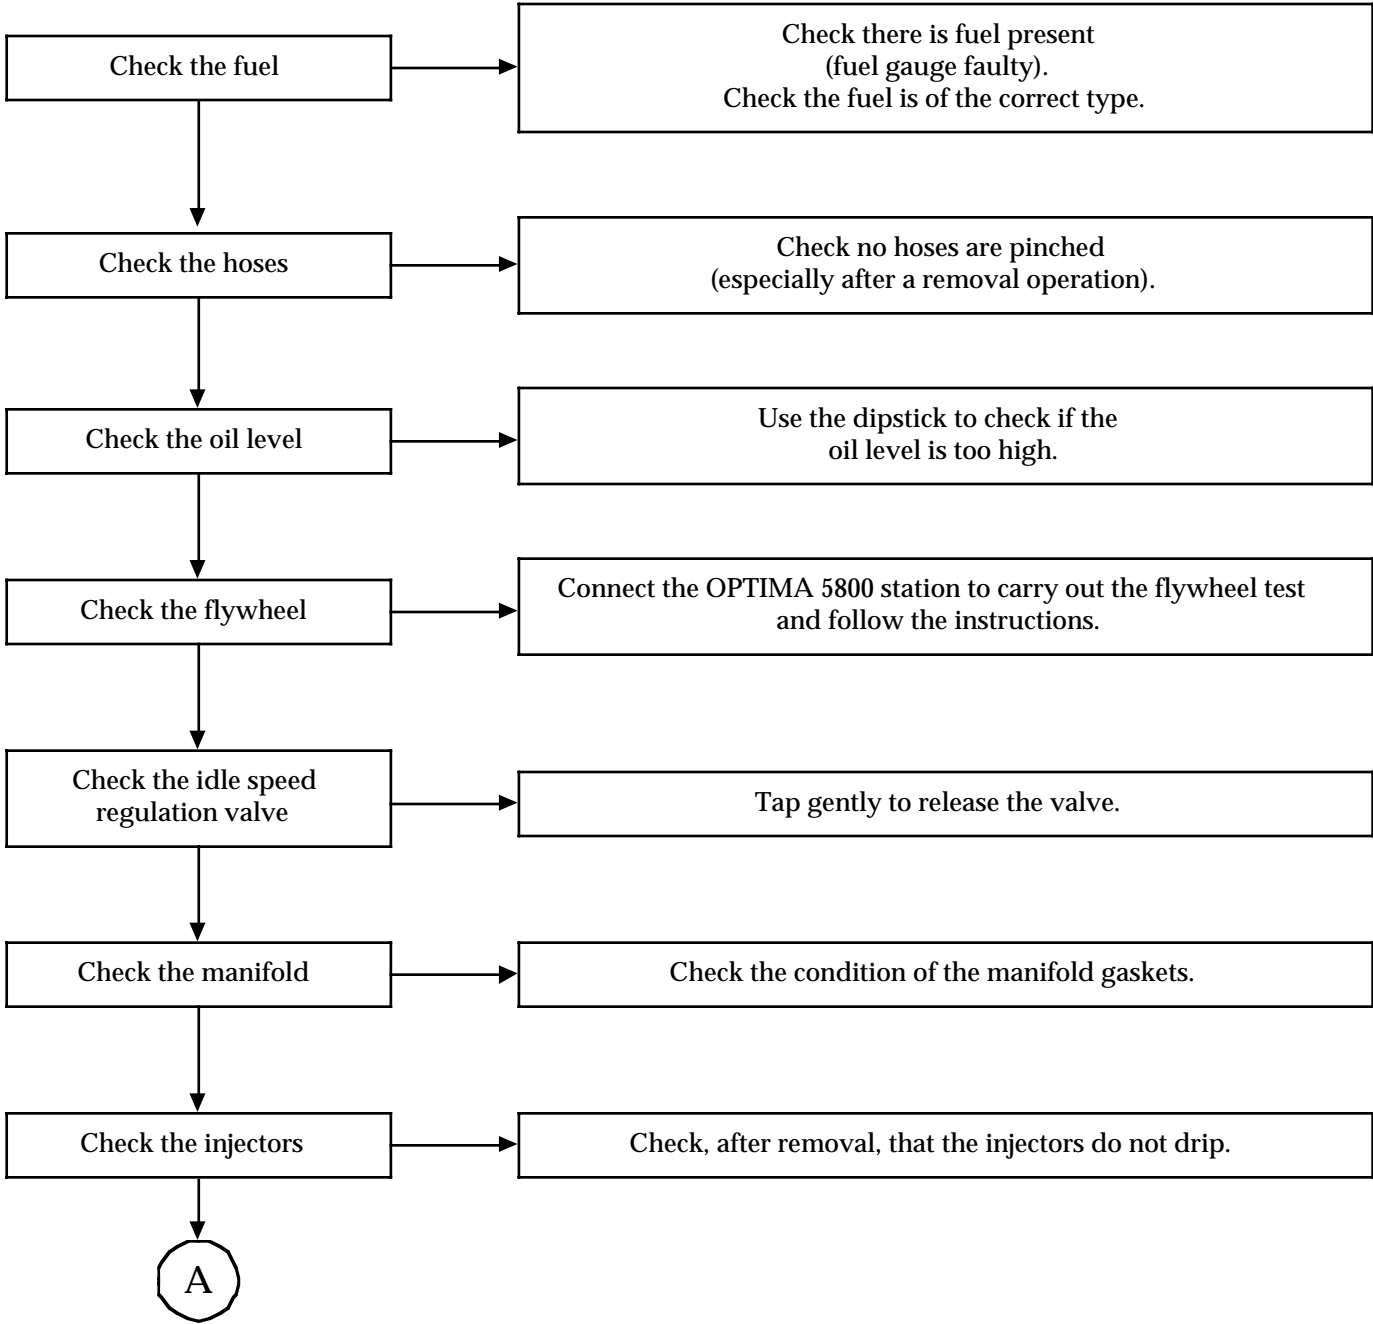 Check the fuel
Check there is fuel present
(fuel gauge faulty).
Check the fuel is of the correct type.
Check the hoses
Check no hoses are pinched
(especially after a removal operation).
Check the oil level
Use the dipstick to check if the
oil level is too high.
Check the flywheel
Connect the OPTIMA 5800 station to carry out the flywheel test
and follow the instructions.
Check the idle speed
regulation valve
Tap gently to release the valve.
Check the manifold
Check the condition of the manifold gaskets.
Check the injectors
Check, after removal, that the injectors do not drip.
A